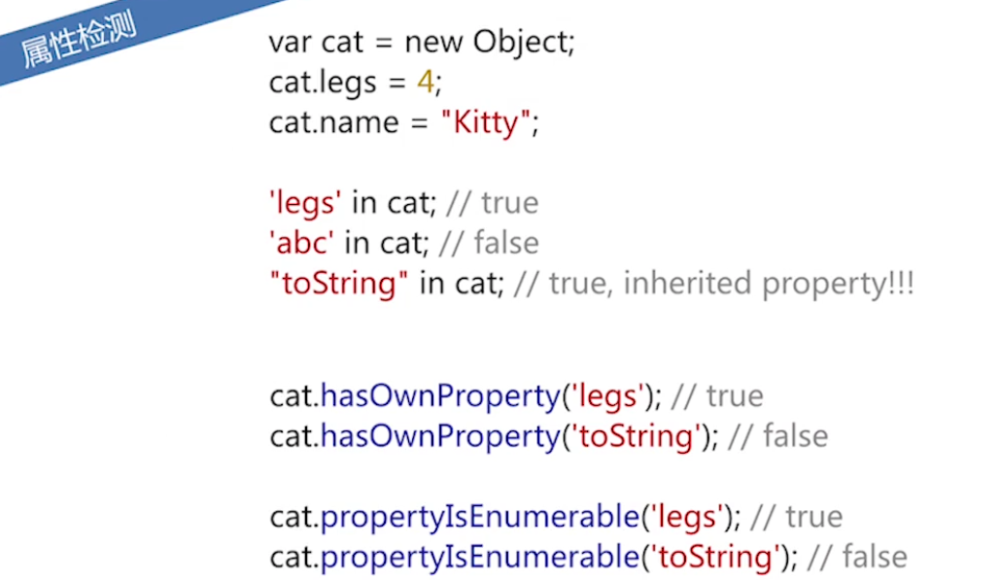 属性检测
var cat = new Object;
cat.legs = 4;
cat.name = "Kitty";
'legs' in cat; // true
'abc' in cat; // false
"toString" in cat; // true, inherited property!!!
cat.hasOwnProperty('legs'); // true
cat.hasOwnProperty('toString'); // false
cat.propertyIsEnumerable('legs'); // true
cat.propertyIsEnumerable('toString'); // false